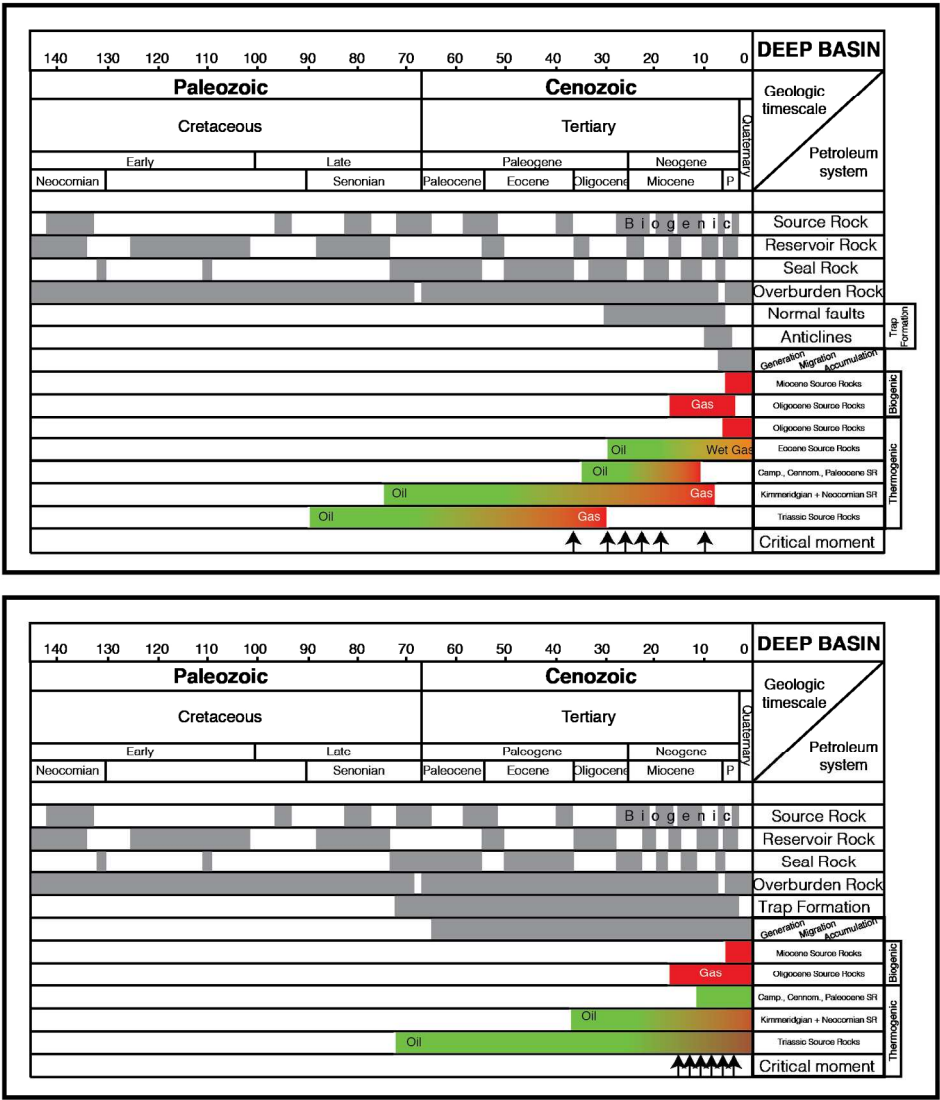 140 130 120 110 100 90 80 70 60 50 40 30 20 10 0 DEEP BASIN
Paleozoic Cenozoic Geologic timescale
Cretaceous Tertiary Quaternary
Petroleum system
Early Late Paleogene Neogene
Neocomian Senonian Paleocene Eocene Oligocene Miocene P
Biogenic Source Rock
Reservoir Rock
Seal Rock
Overburden Rock
Normal faults
Anticlines
Trap Formation
Generation Migration Accumulation
Miocene Source Rocks
Gas Oligocene Source Rocks
Biogenic
Oligocene Source Rocks
Oil Wet Gas Eocene Source Rocks
Oil Camp., Cennom., Paleocene SR
Oil Gas Kimmeridgian + Neocomian SR
Oil Gas Triassic Source Rocks
Thermogenic
Critical moment
140 130 120 110 100 90 80 70 60 50 40 30 20 10 0 DEEP BASIN
Paleozoic Cenozoic Geologic timescale
Cretaceous Tertiary Quaternary
Petroleum system
Early Late Paleogene Neogene
Neocomian Senonian Paleocene Eocene Oligocene Miocene P
Biogenic Source Rock
Reservoir Rock
Seal Rock
Overburden Rock
Trap Formation
Generation Migration Accumulation
Miocene Source Rocks
Gas Oligocene Source Rocks
Biogenic
Camp., Cennom., Paleocene SR
Oil Kimmeridgian + Neocomian SR
Oil Triassic Source Rocks
Thermogenic
Critical moment